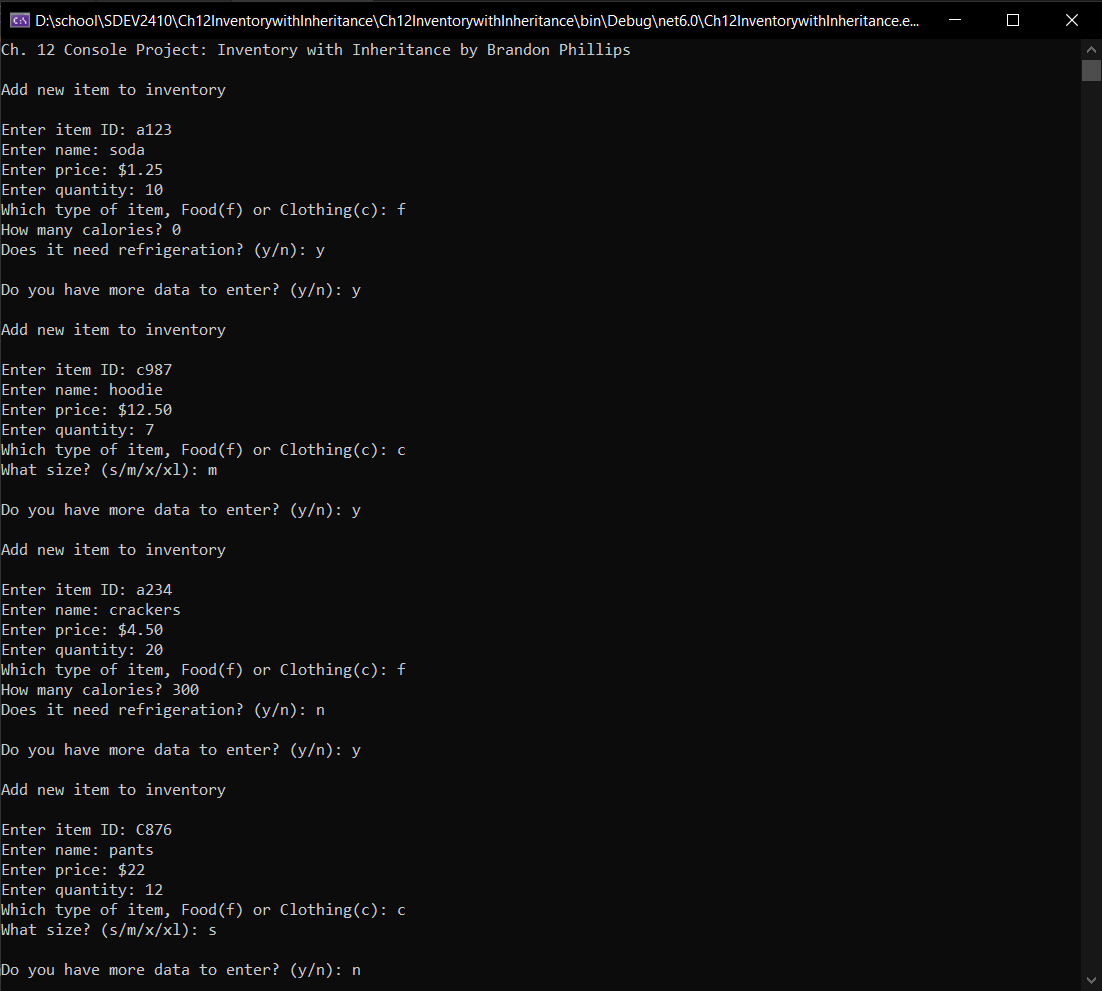 D:\school\SDEV2410\Ch12InventorywithInheritance\Ch12InventorywithInheritance\bin\Debug\net6.0\Ch12InventorywithInheritance.e...
Ch. 12 Console Project: Inventory with Inheritance by Brandon Phillips
Add new item to inventory
Enter item ID: a123
Enter name: soda
Enter price: $1.25
Enter quantity: 10
Which type of item, Food(f) or Clothing(c): f
How many calories? 0
Does it need refrigeration? (y/n): y
Do you have more data to enter? (y/n): y
Add new item to inventory
Enter item ID: c987
Enter name: hoodie
Enter price: $12.50
Enter quantity: 7
Which type of item, Food(f) or Clothing(c): c
What size? (s/m/x/xl): m
Do you have more data to enter? (y/n): y
Add new item to inventory
Enter item ID: a234
Enter name: crackers
Enter price: $4.50
Enter quantity: 20
Which type of item, Food(f) or Clothing(c): f
How many calories? 300
Does it need refrigeration? (y/n): n
Do you have more data to enter? (y/n): y
Add new item to inventory
Enter item ID: C876
Enter name: pants
Enter price: $22
Enter quantity: 12
Which type of item, Food(f) or Clothing(c): c
What size? (s/m/x/xl): s
Do you have more data to enter? (y/n): n